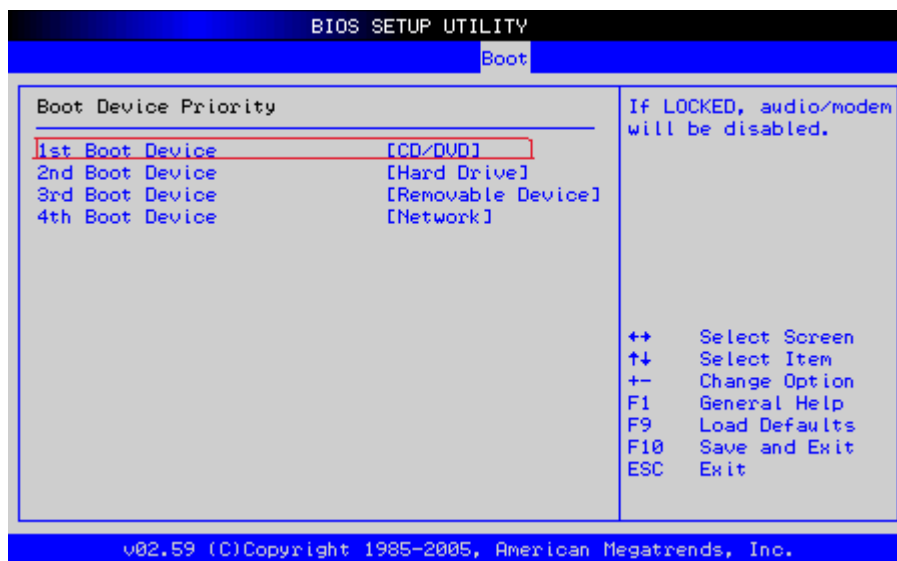 BIOS SETUP UTILITY
Boot
Boot Device Priority
1st Boot Device [CD/DVD]
2nd Boot Device [Hard Drive]
3rd Boot Device [Removable Device]
4th Boot Device [Network]
If LOCKED, audio/modem
will be disabled.
↔ Select Screen
↑↓ Select Item
+- Change Option
F1 General Help
F9 Load Defaults
F10 Save and Exit
ESC Exit
v02.59 (C)Copyright 1985-2005, American Megatrends, Inc.